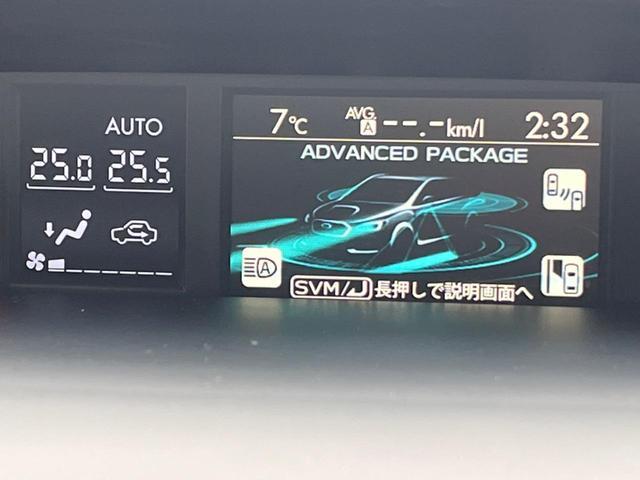 AUTO
25.0 25.5
7℃ AVG. A --.-km/l 2:32
ADVANCED PACKAGE
A
SVM/⤶長押しで説明画面へ